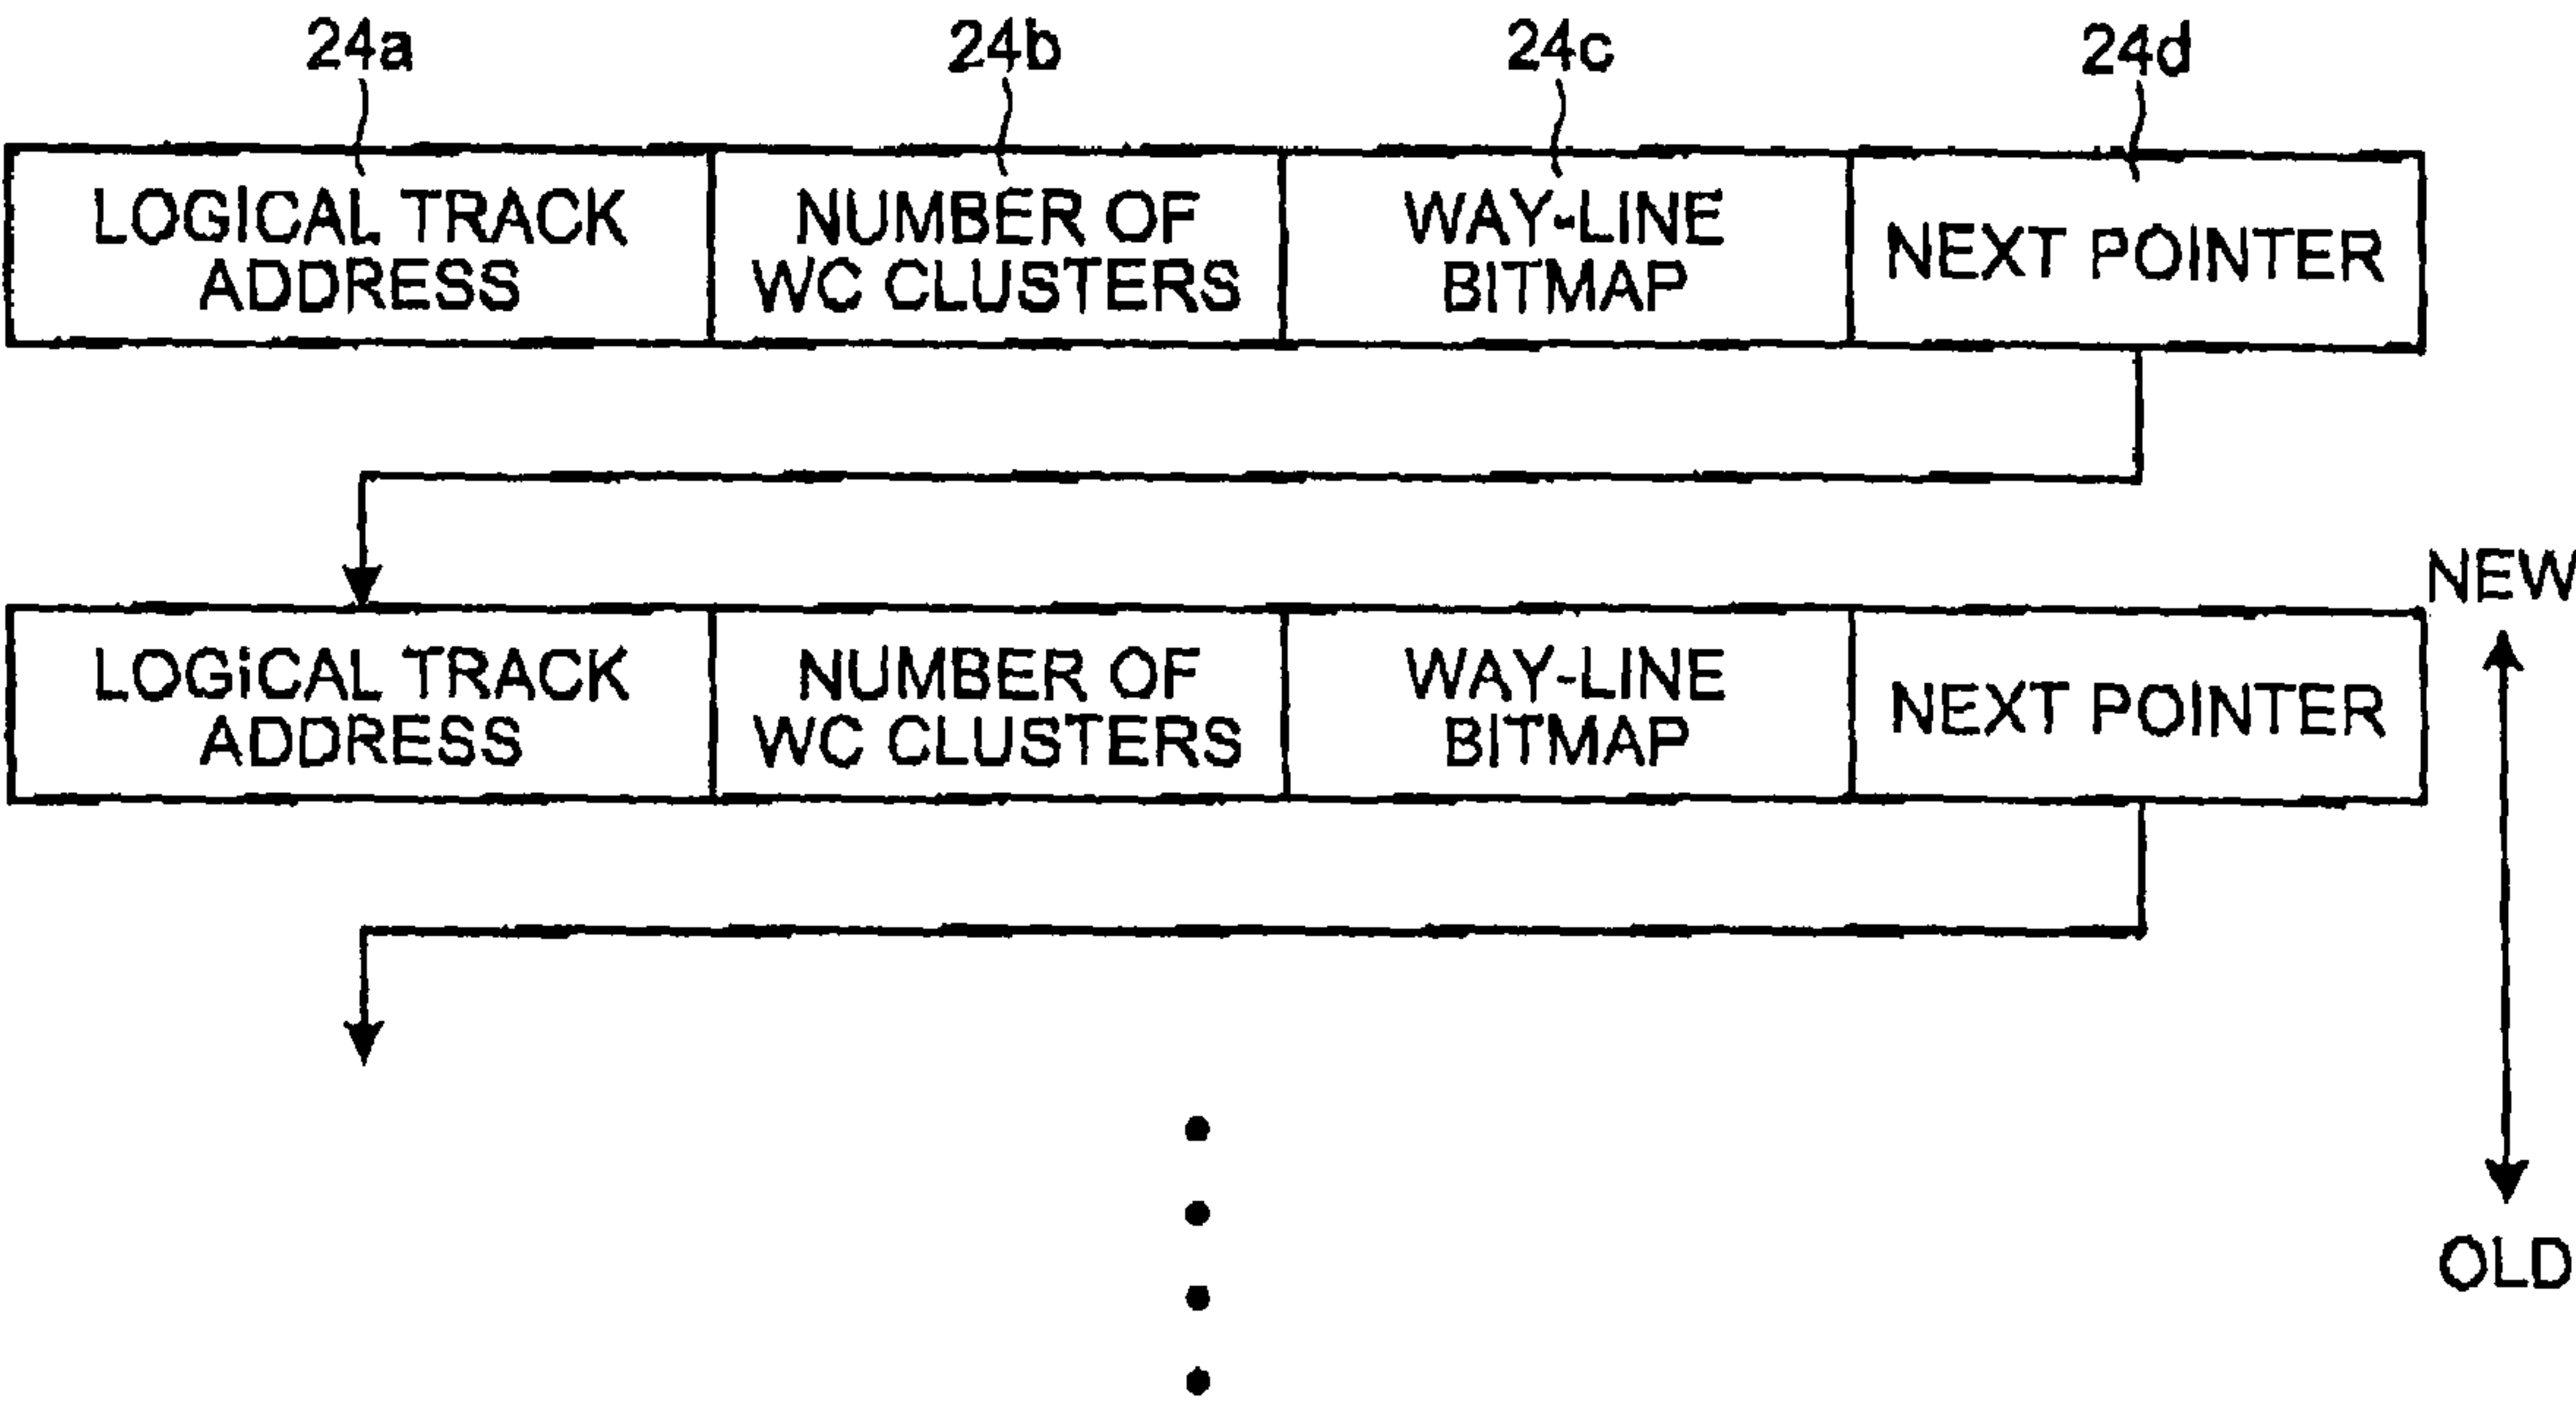 24a 24b 24c 24d
LOGICAL TRACK ADDRESS
NUMBER OF WC CLUSTERS
WAY-LINE BITMAP
NEXT POINTER
NEW
LOGiCAL TRACK ADDRESS
NUMBER OF WC CLUSTERS
WAY-LINE BITMAP
NEXT POINTER
OLD